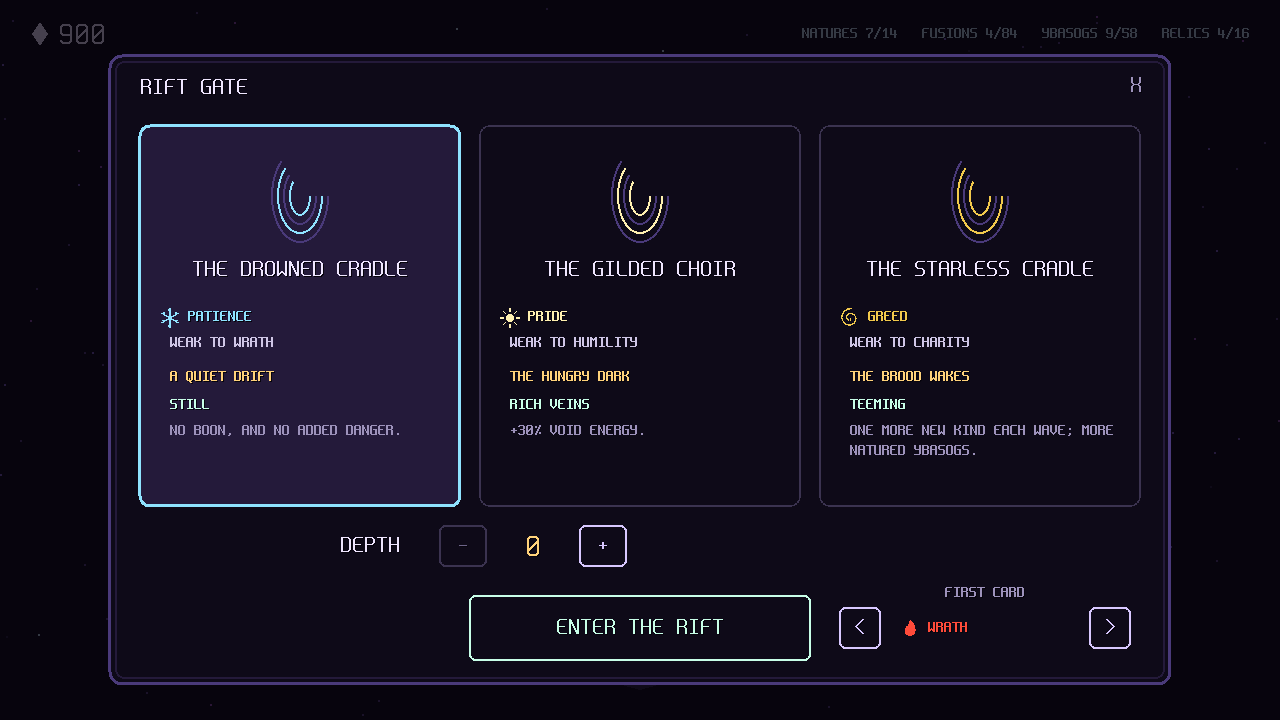 900
NATURES 7/14 FUSIONS 4/84 YBASOGS 9/58 RELICS 4/16
RIFT GATE X
THE DROWNED CRADLE
PATIENCE
WEAK TO WRATH
A QUIET DRIFT
STILL
NO BOON, AND NO ADDED DANGER.
THE GILDED CHOIR
PRIDE
WEAK TO HUMILITY
THE HUNGRY DARK
RICH VEINS
+30% VOID ENERGY.
THE STARLESS CRADLE
GREED
WEAK TO CHARITY
THE BROOD WAKES
TEEMING
ONE MORE NEW KIND EACH WAVE; MORE
NATURED YBASOGS.
DEPTH - 0 +
FIRST CARD
ENTER THE RIFT
< WRATH >